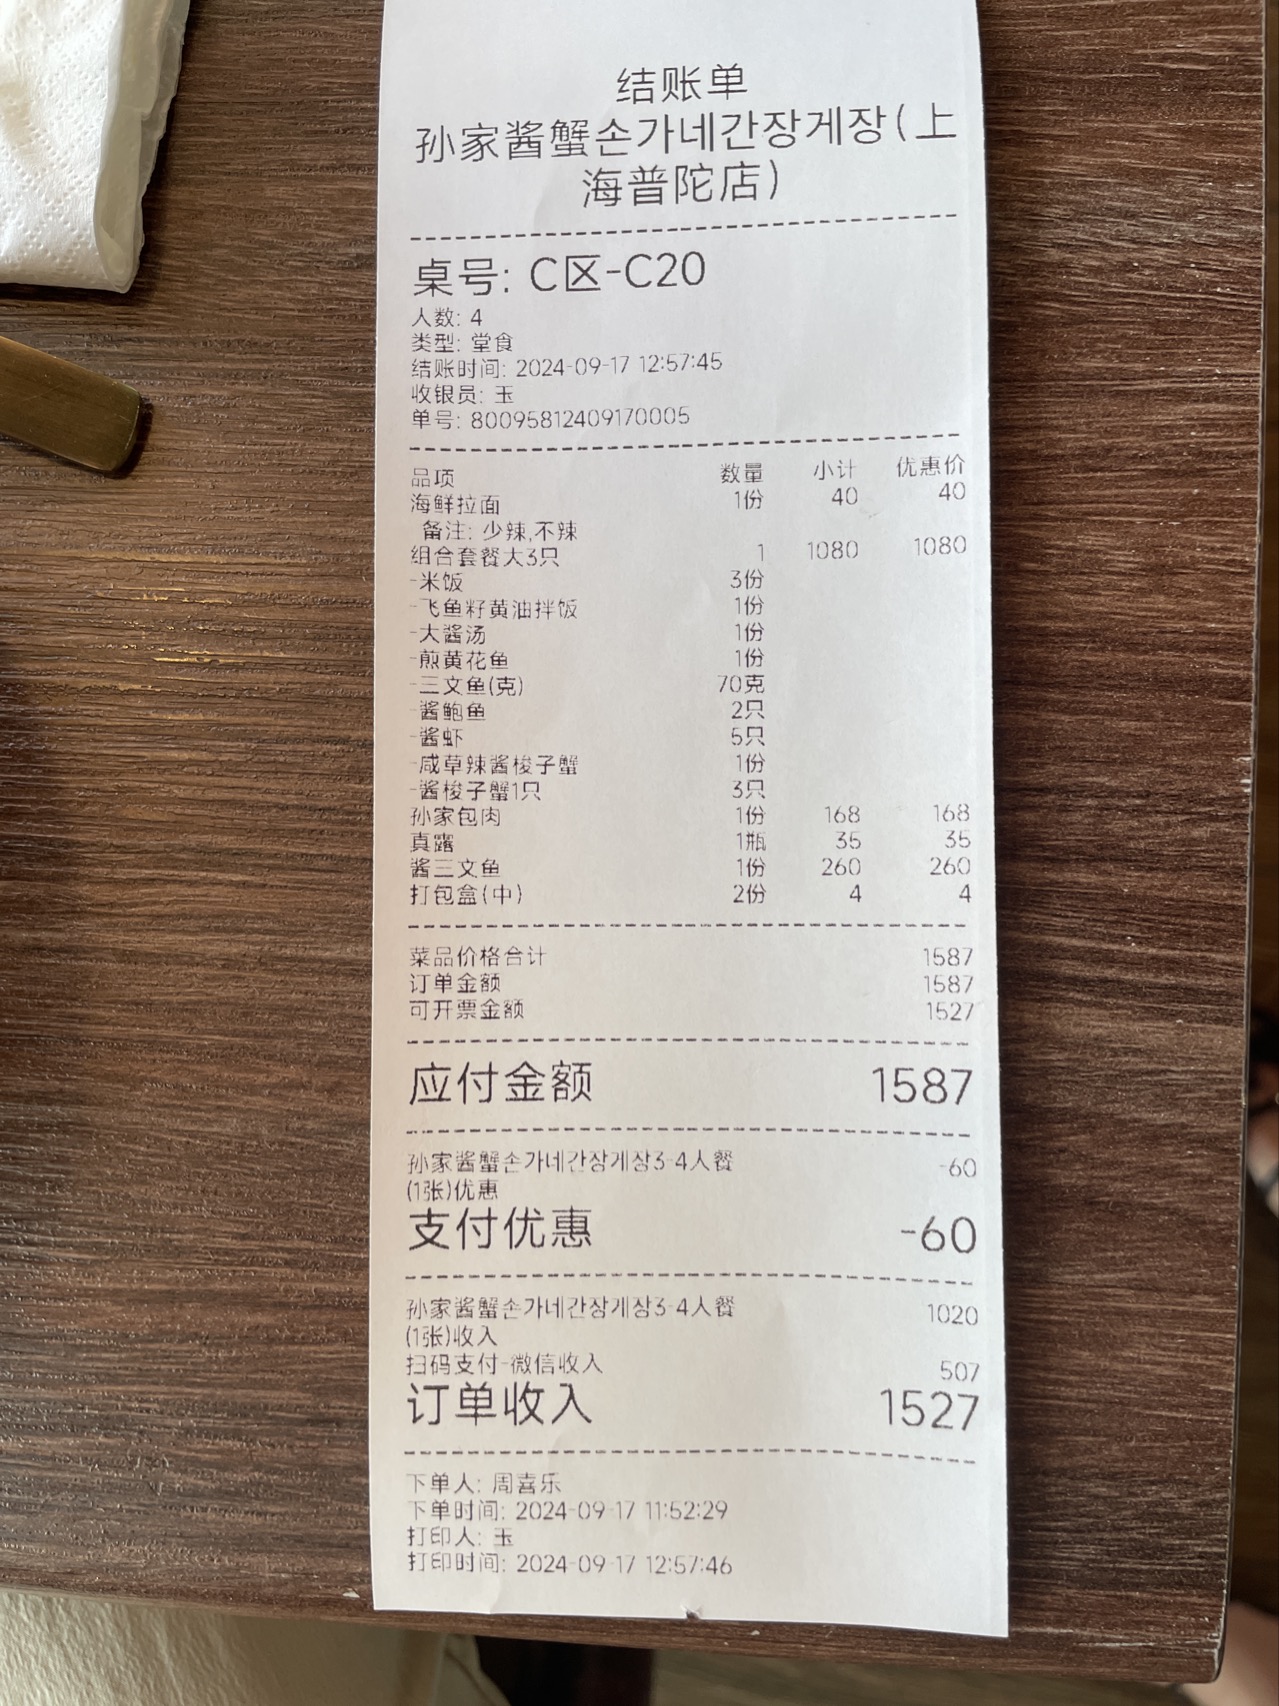 结账单
孙家酱蟹손가네간장게장(上
海普陀店)
桌号: C区-C20
人数: 4
类型: 堂食
结账时间: 2024-09-17 12:57:45
收银员: 玉
单号: 80095812409170005
品项 数量 小计 优惠价
海鲜拉面 1份 40 40
备注: 少辣,不辣
组合套餐大3只 1 1080 1080
-米饭 3份
-飞鱼籽黄油拌饭 1份
-大酱汤 1份
-煎黄花鱼 1份
-三文鱼(克) 70克
-酱鲍鱼 2只
-酱虾 5只
-咸草辣酱梭子蟹 1份
-酱梭子蟹1只 3只
孙家包肉 1份 168 168
真露 1瓶 35 35
酱三文鱼 1份 260 260
打包盒(中) 2份 4 4
菜品价格合计 1587
订单金额 1587
可开票金额 1527
应付金额 1587
孙家酱蟹손가네간장게장3-4人餐 -60
(1张)优惠
支付优惠 -60
孙家酱蟹손가네간장게장3-4人餐 1020
(1张)收入
扫码支付-微信收入 507
订单收入 1527
下单人: 周喜乐
下单时间: 2024-09-17 11:52:29
打印人: 玉
打印时间: 2024-09-17 12:57:46